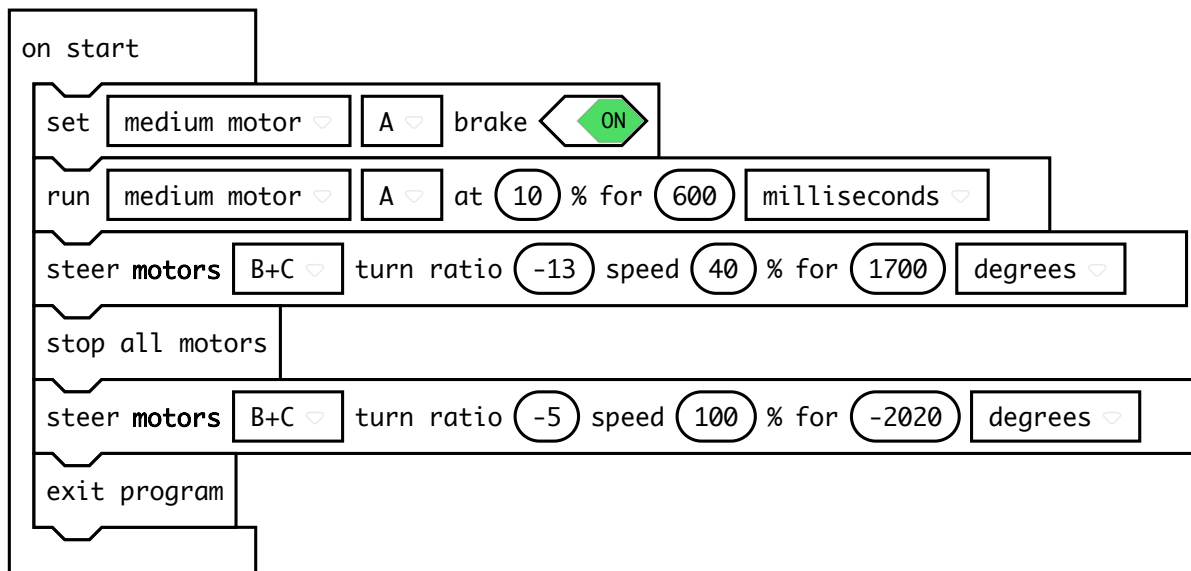 on start
set medium motor A brake ON
run medium motor A at 10 % for 600 milliseconds
steer motors B+C turn ratio -13 speed 40 % for 1700 degrees
stop all motors
steer motors B+C turn ratio -5 speed 100 % for -2020 degrees
exit program